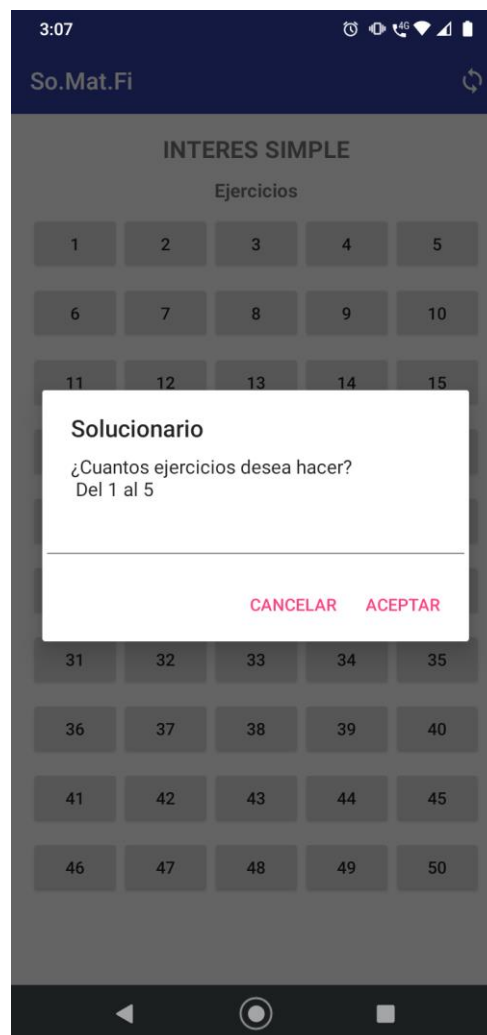 3:07
4G
So.Mat.Fi
INTERES SIMPLE
Ejercicios
1 2 3 4 5
6 7 8 9 10
11 12 13 14 15
Solucionario
¿Cuantos ejercicios desea hacer?
Del 1 al 5
CANCELAR ACEPTAR
31 32 33 34 35
36 37 38 39 40
41 42 43 44 45
46 47 48 49 50